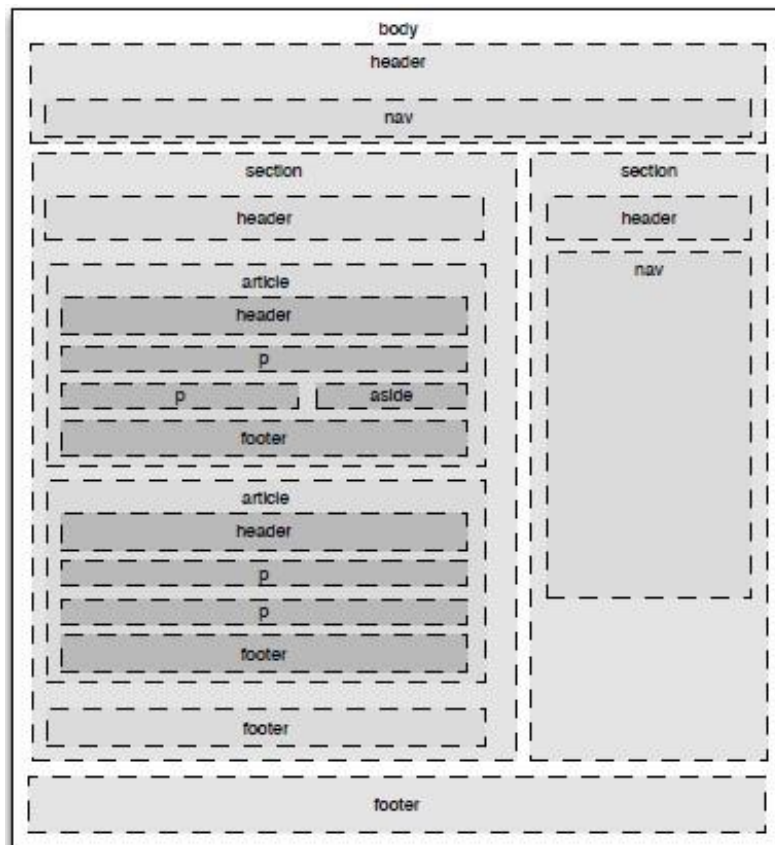 body
header
nav
section
header
article
header
p
p
aside
footer
article
header
p
p
footer
footer
section
header
nav
footer